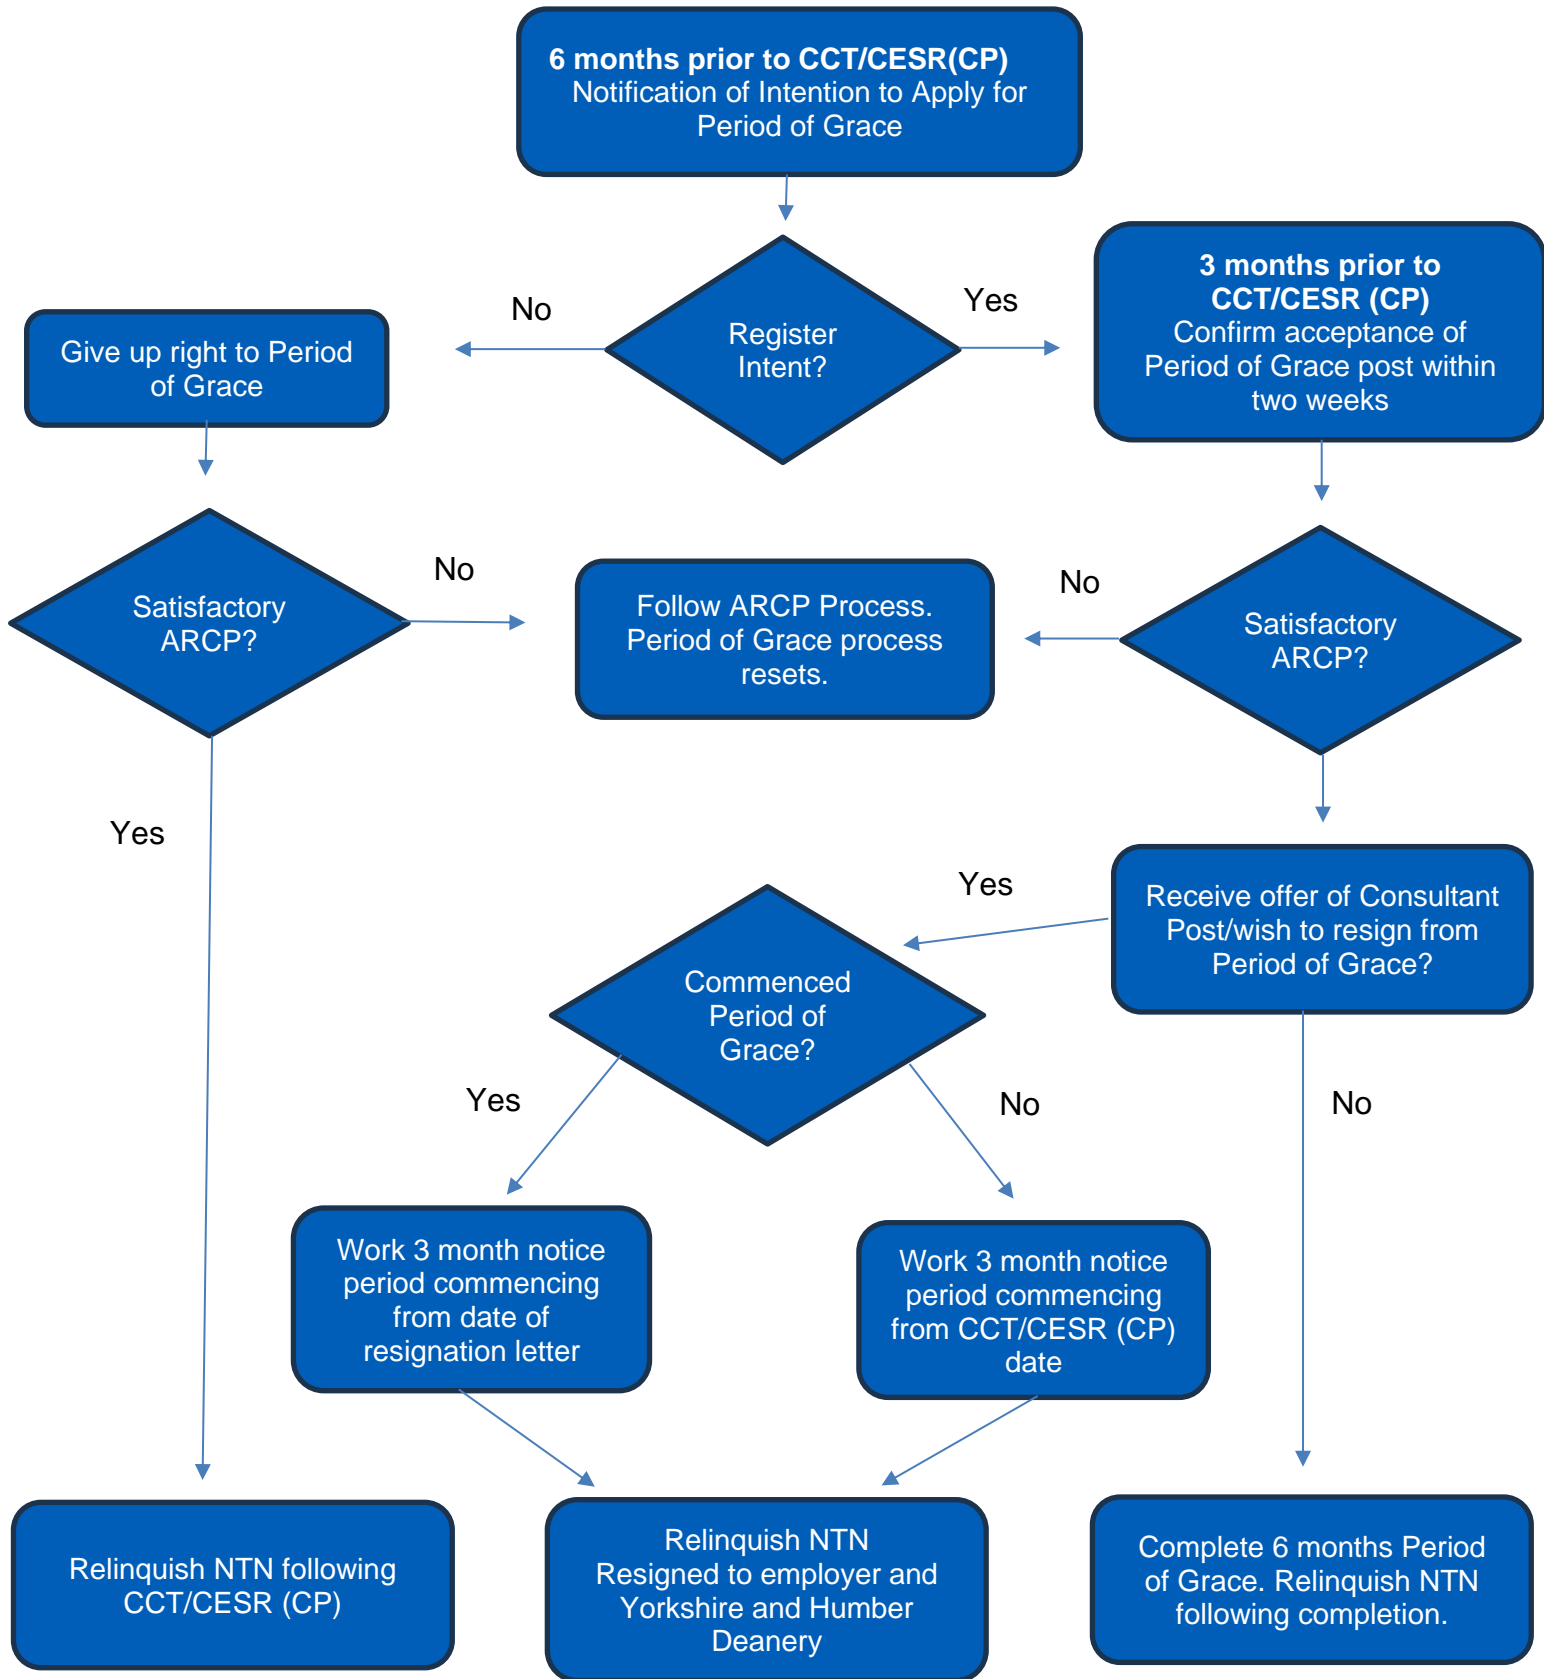 6 months prior to CCT/CESR(CP)
Notification of Intention to Apply for
Period of Grace
Register
Intent?
No
Yes
Give up right to Period
of Grace
3 months prior to
CCT/CESR (CP)
Confirm acceptance of
Period of Grace post within
two weeks
Satisfactory
ARCP?
No
Follow ARCP Process.
Period of Grace process
resets.
No
Satisfactory
ARCP?
Yes
Receive offer of Consultant
Post/wish to resign from
Period of Grace?
Yes
Commenced
Period of
Grace?
Yes
No
No
Work 3 month notice
period commencing
from date of
resignation letter
Work 3 month notice
period commencing
from CCT/CESR (CP)
date
Relinquish NTN following
CCT/CESR (CP)
Relinquish NTN
Resigned to employer and
Yorkshire and Humber
Deanery
Complete 6 months Period
of Grace. Relinquish NTN
following completion.